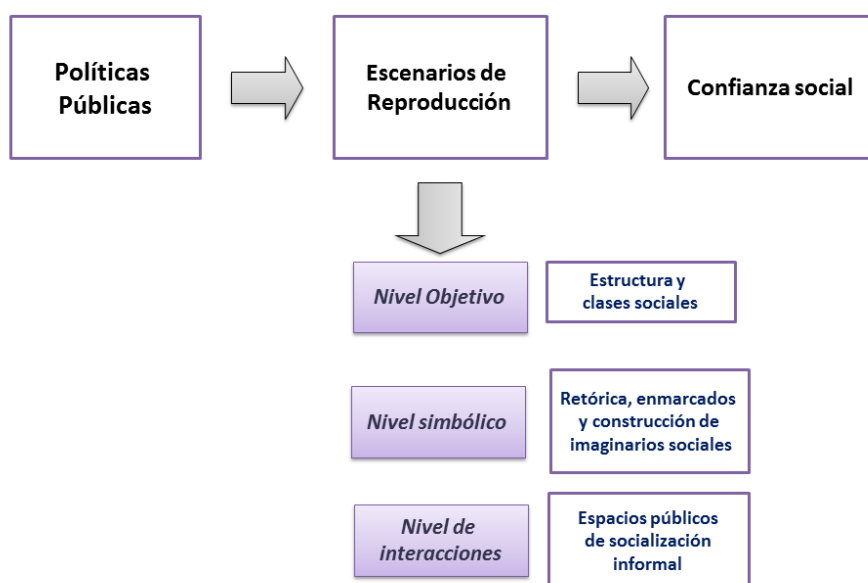 Políticas
Públicas
Escenarios de
Reproducción
Confianza social
Nivel Objetivo
Estructura y
clases sociales
Nivel simbólico
Retórica, enmarcados
y construcción de
imaginarios sociales
Nivel de
interacciones
Espacios públicos
de socialización
informal